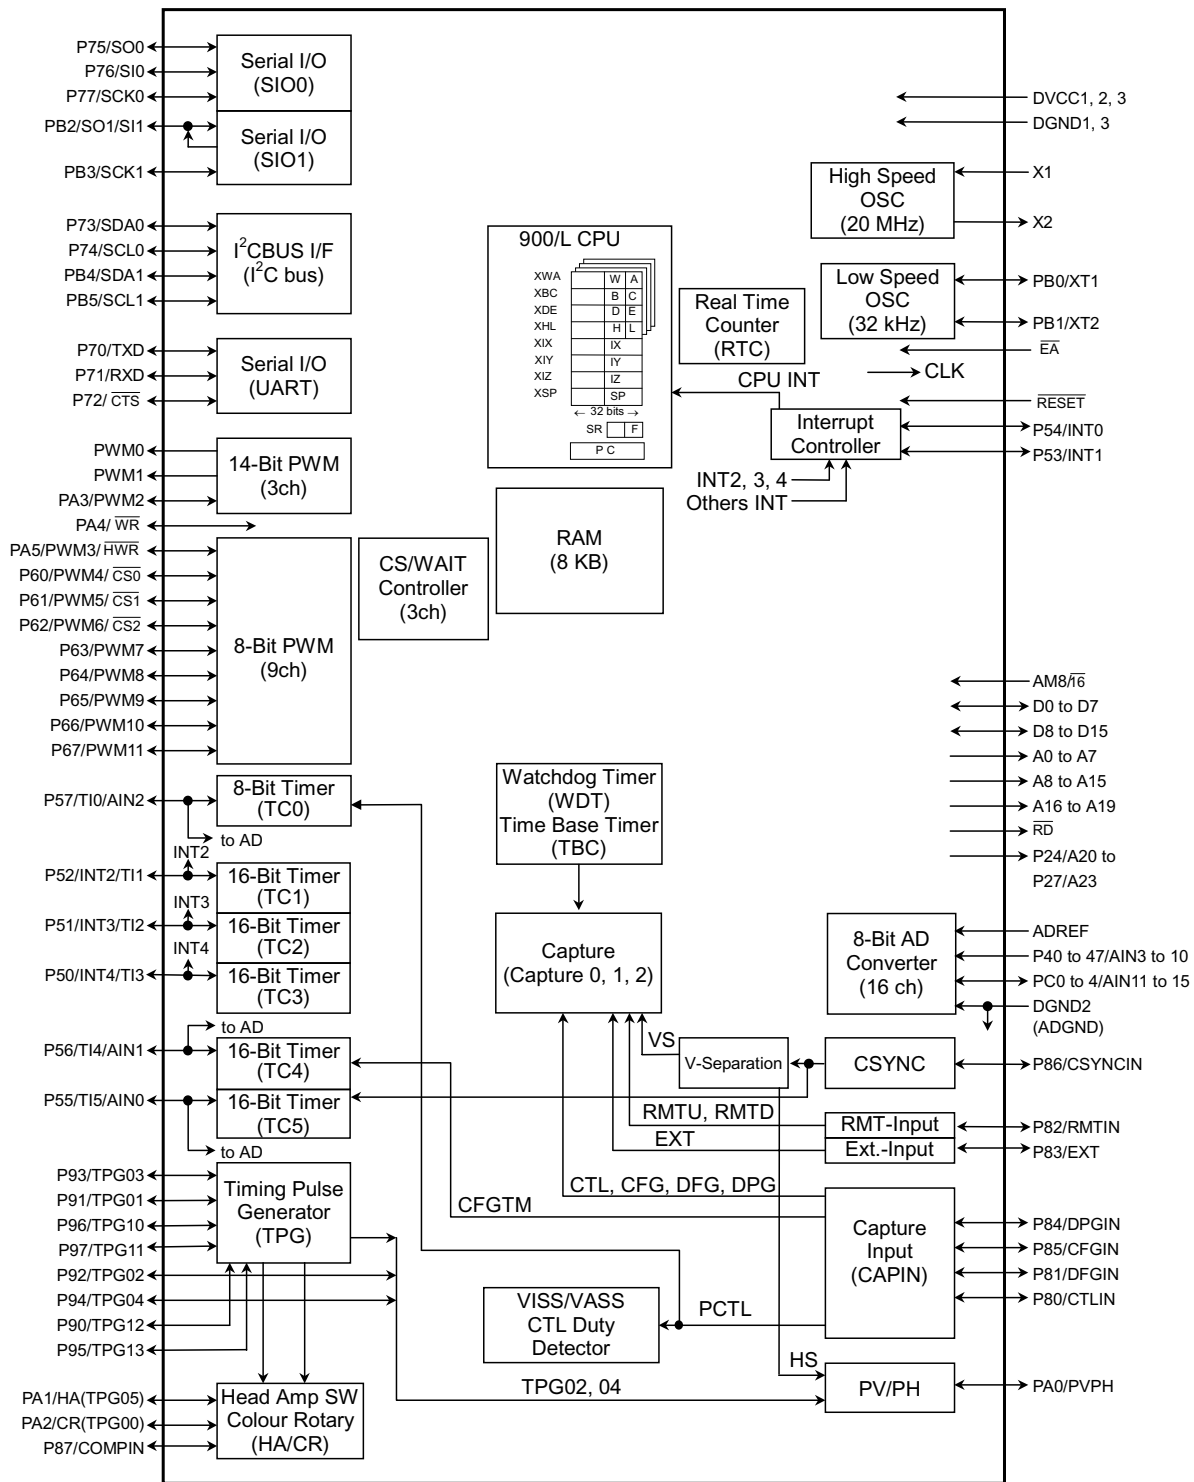 P75/SO0
P76/SI0
P77/SCK0
Serial I/O
(SIO0)
PB2/SO1/SI1
PB3/SCK1
Serial I/O
(SIO1)
P73/SDA0
P74/SCL0
PB4/SDA1
PB5/SCL1
I²CBUS I/F
(I²C bus)
P70/TXD
P71/RXD
P72/ CTS
Serial I/O
(UART)
PWM0
PWM1
PA3/PWM2
14-Bit PWM
(3ch)
PA4/ WR
PA5/PWM3/ HWR
P60/PWM4/ CS0
P61/PWM5/ CS1
P62/PWM6/ CS2
P63/PWM7
P64/PWM8
P65/PWM9
P66/PWM10
P67/PWM11
8-Bit PWM
(9ch)
CS/WAIT
Controller
(3ch)
900/L CPU
XWA W A
XBC B C
XDE D E
XHL H L
XIX IX
XIY IY
XIZ IZ
XSP SP
← 32 bits →
SR F
P C
Real Time
Counter
(RTC)
CPU INT
Interrupt
Controller
INT2, 3, 4
Others INT
RAM
(8 KB)
DVCC1, 2, 3
DGND1, 3
High Speed
OSC
(20 MHz)
X1
X2
Low Speed
OSC
(32 kHz)
PB0/XT1
PB1/XT2
EA
CLK
RESET
P54/INT0
P53/INT1
AM8/16
D0 to D7
D8 to D15
A0 to A7
A8 to A15
A16 to A19
RD
P24/A20 to
P27/A23
P57/TI0/AIN2
8-Bit Timer
(TC0)
to AD
INT2
P52/INT2/TI1
16-Bit Timer
(TC1)
INT3
P51/INT3/TI2
16-Bit Timer
(TC2)
INT4
P50/INT4/TI3
16-Bit Timer
(TC3)
to AD
P56/TI4/AIN1
16-Bit Timer
(TC4)
P55/TI5/AIN0
16-Bit Timer
(TC5)
to AD
Watchdog Timer
(WDT)
Time Base Timer
(TBC)
Capture
(Capture 0, 1, 2)
8-Bit AD
Converter
(16 ch)
ADREF
P40 to 47/AIN3 to 10
PC0 to 4/AIN11 to 15
DGND2
(ADGND)
VS
V-Separation
CSYNC
P86/CSYNCIN
RMTU, RMTD
RMT-Input
P82/RMTIN
EXT
Ext.-Input
P83/EXT
CTL, CFG, DFG, DPG
CFGTM
Capture
Input
(CAPIN)
P84/DPGIN
P85/CFGIN
P81/DFGIN
P80/CTLIN
P93/TPG03
P91/TPG01
P96/TPG10
P97/TPG11
P92/TPG02
P94/TPG04
P90/TPG12
P95/TPG13
Timing Pulse
Generator
(TPG)
VISS/VASS
CTL Duty
Detector
PCTL
HS
TPG02, 04
PV/PH
PA0/PVPH
PA1/HA(TPG05)
PA2/CR(TPG00)
P87/COMPIN
Head Amp SW
Colour Rotary
(HA/CR)